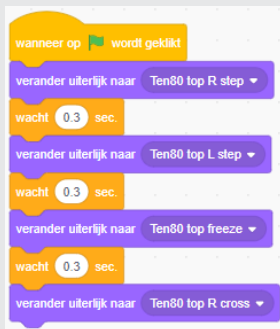 wanneer op wordt geklikt
verander uiterlijk naar Ten80 top R step
wacht 0.3 sec.
verander uiterlijk naar Ten80 top L step
wacht 0.3 sec.
verander uiterlijk naar Ten80 top freeze
wacht 0.3 sec.
verander uiterlijk naar Ten80 top R cross